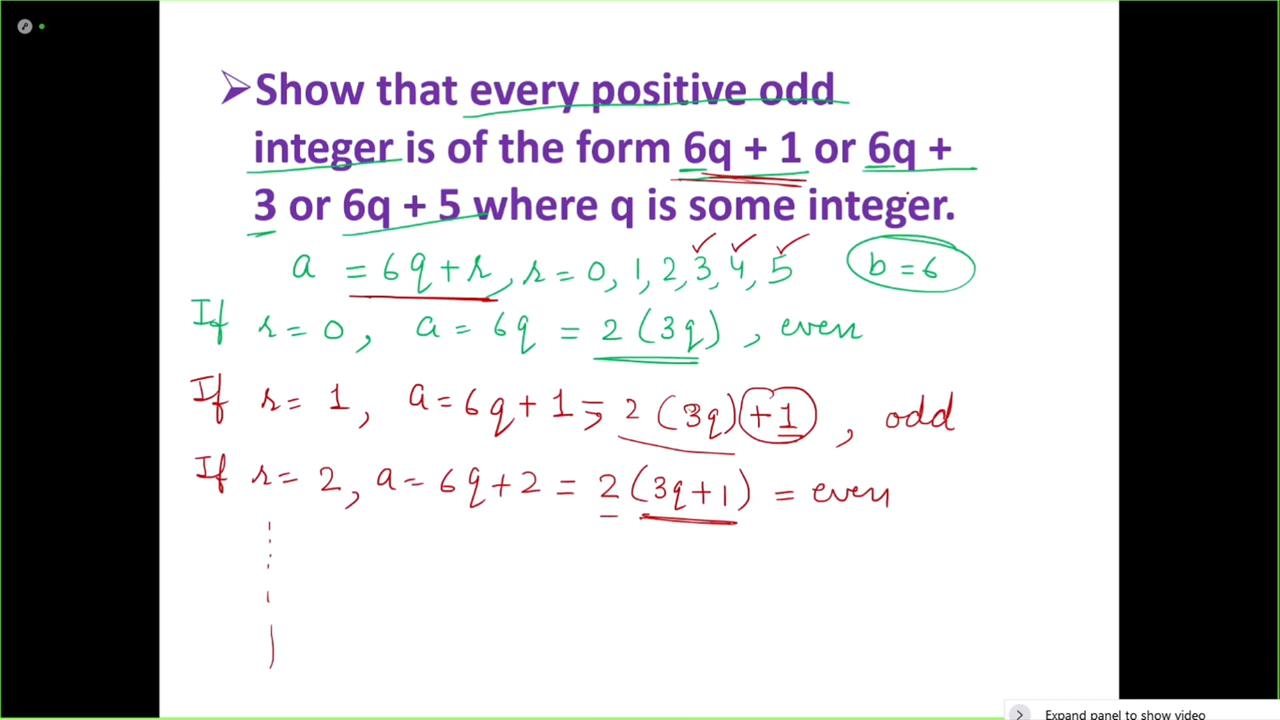 ➢Show that every positive odd
integer is of the form 6q + 1 or 6q +
3 or 6q + 5 where q is some integer.
a = 6q + r, r = 0, 1, 2, 3, 4, 5 b = 6
If r = 0, a = 6q = 2 (3q), even
If r = 1, a = 6q + 1 = 2 (3q) + 1, odd
If r = 2, a = 6q + 2 = 2 (3q + 1) = even
Expand panel to show video